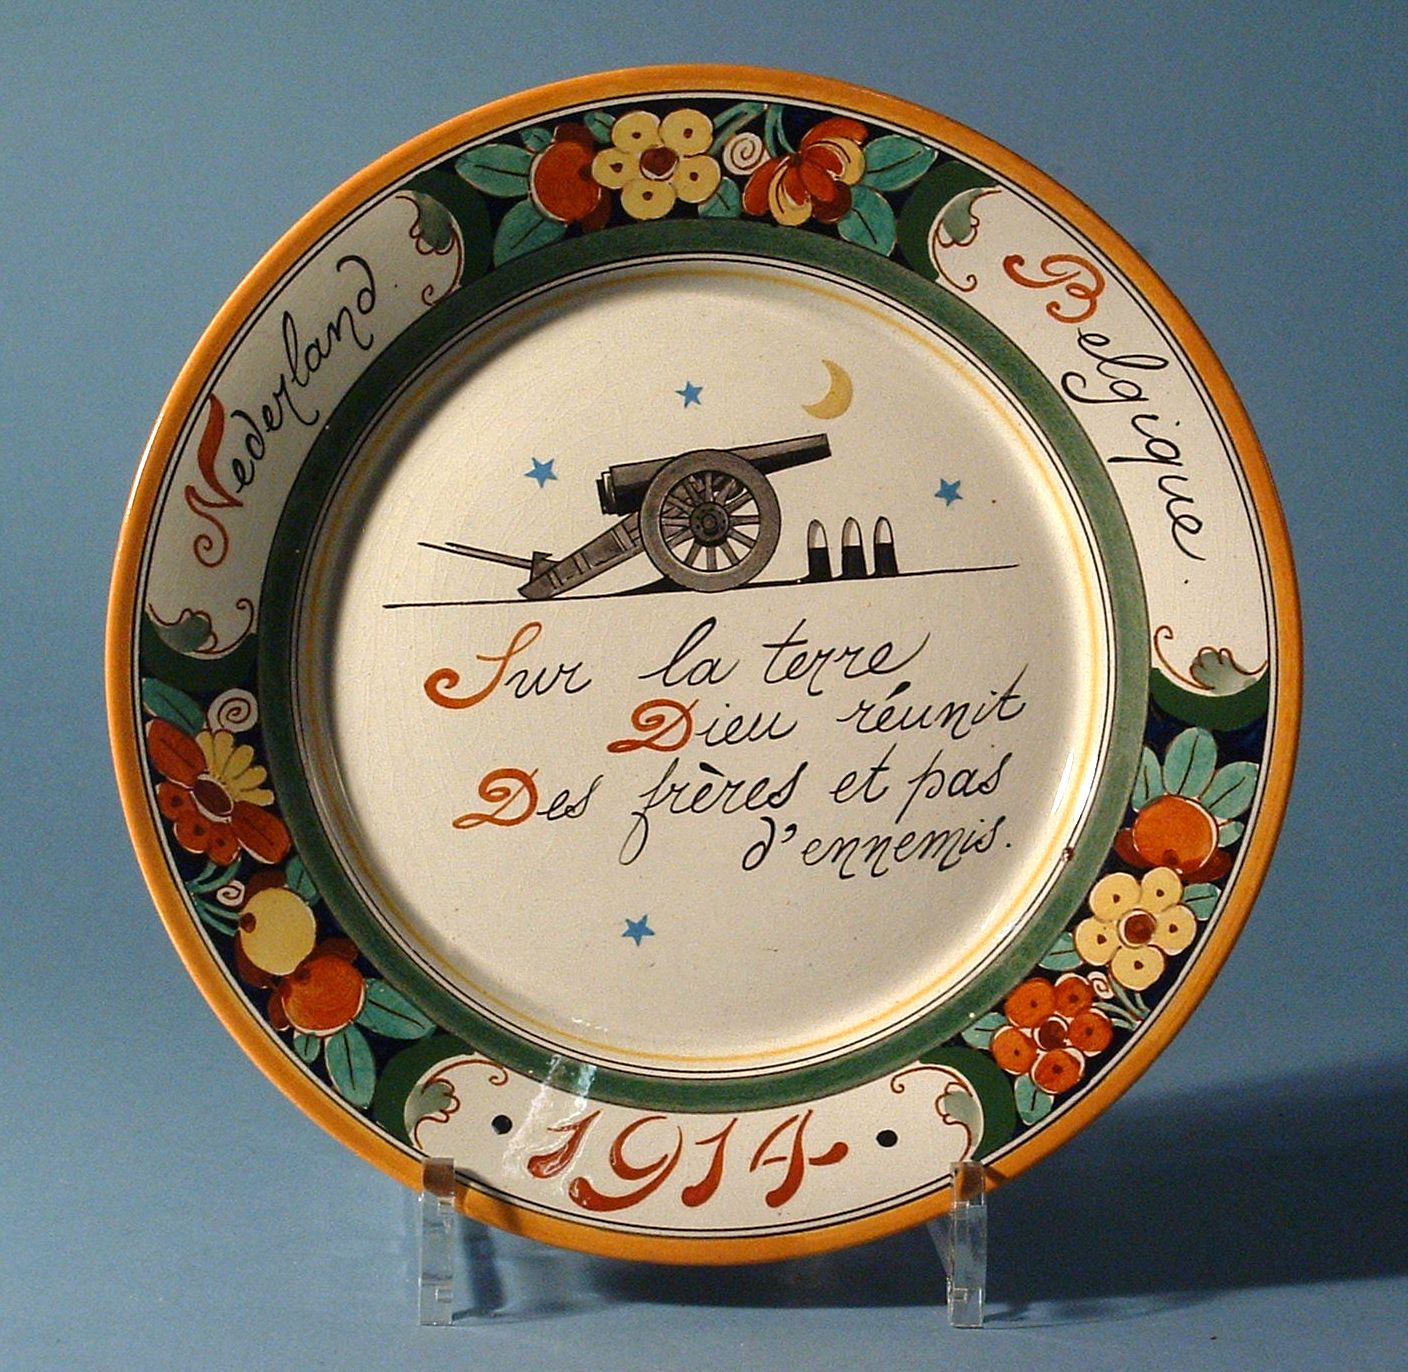 Nederland.
Belgique.
Sur la terre
Dieu réunit
Des frères et pas
d'ennemis.
• 1914 •